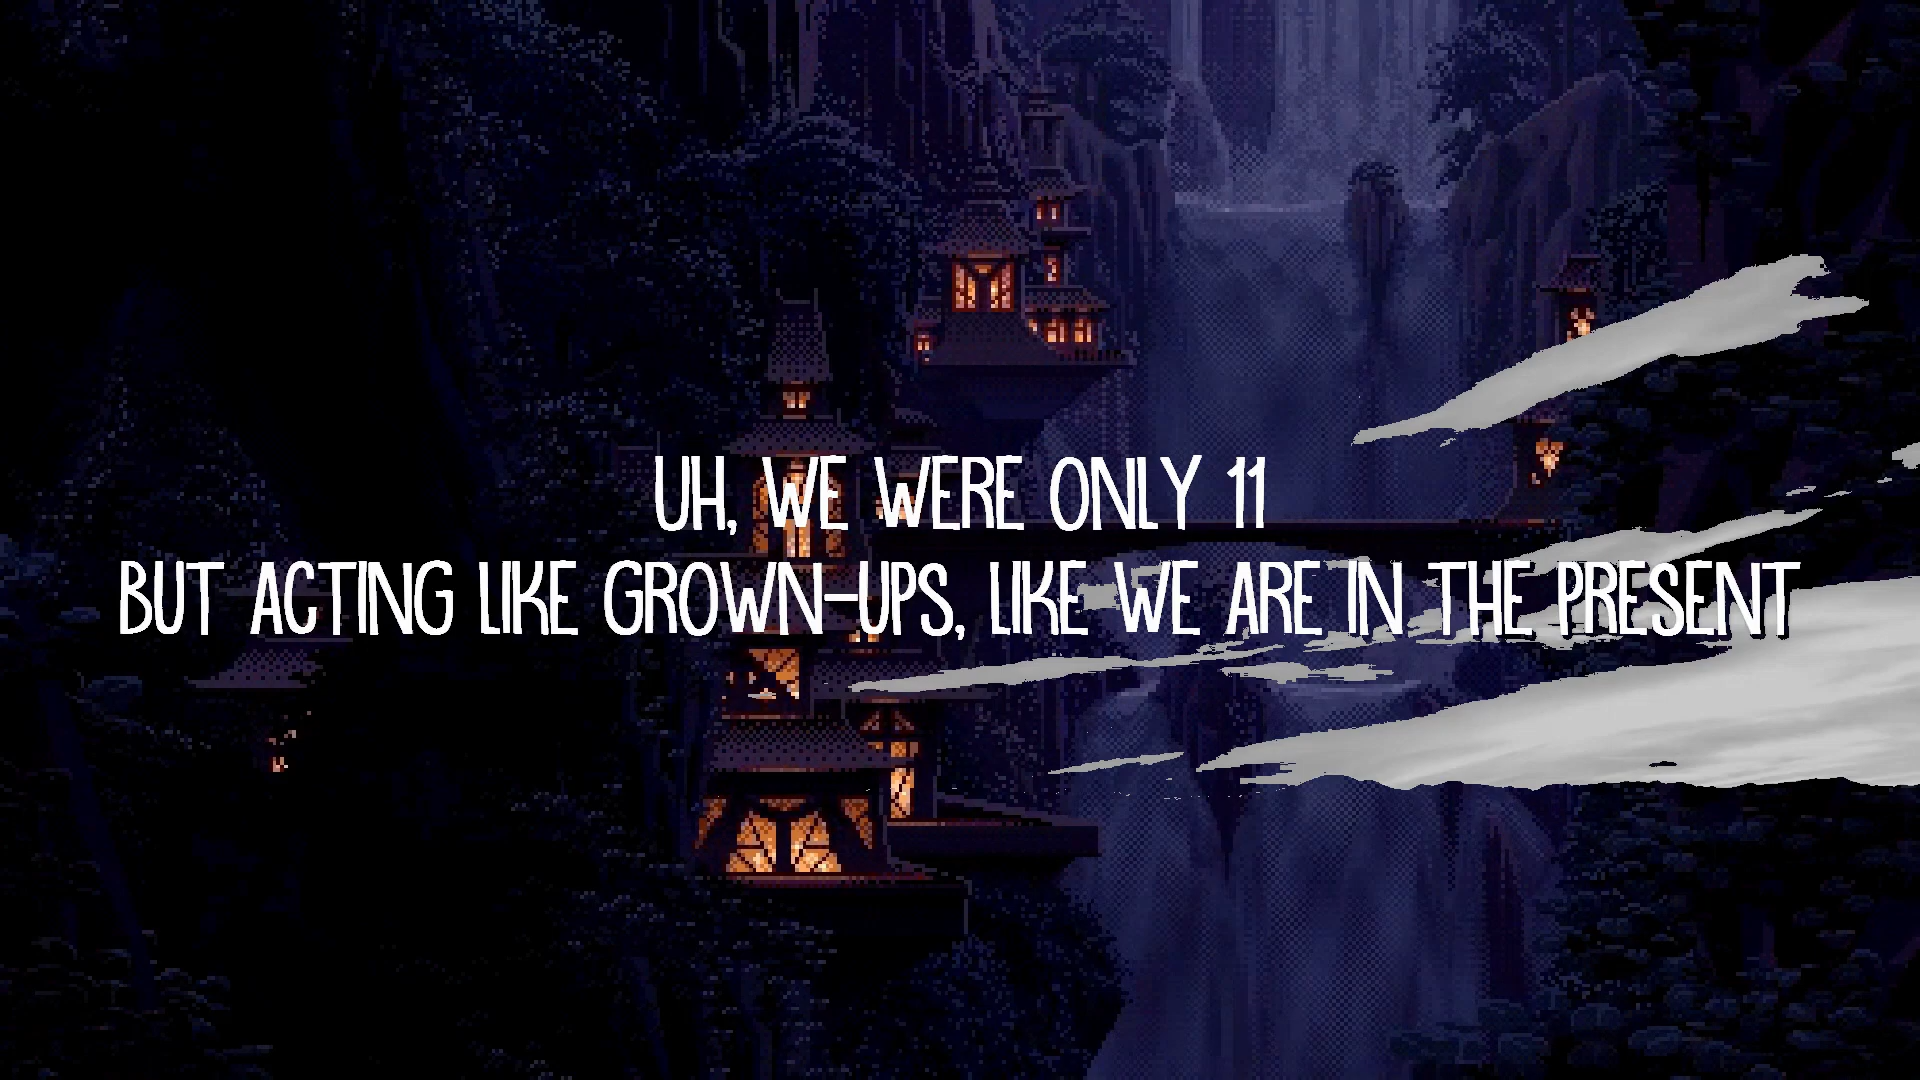 UH, WE WERE ONLY 11
BUT ACTING LIKE GROWN-UPS, LIKE WE ARE IN THE PRESENT